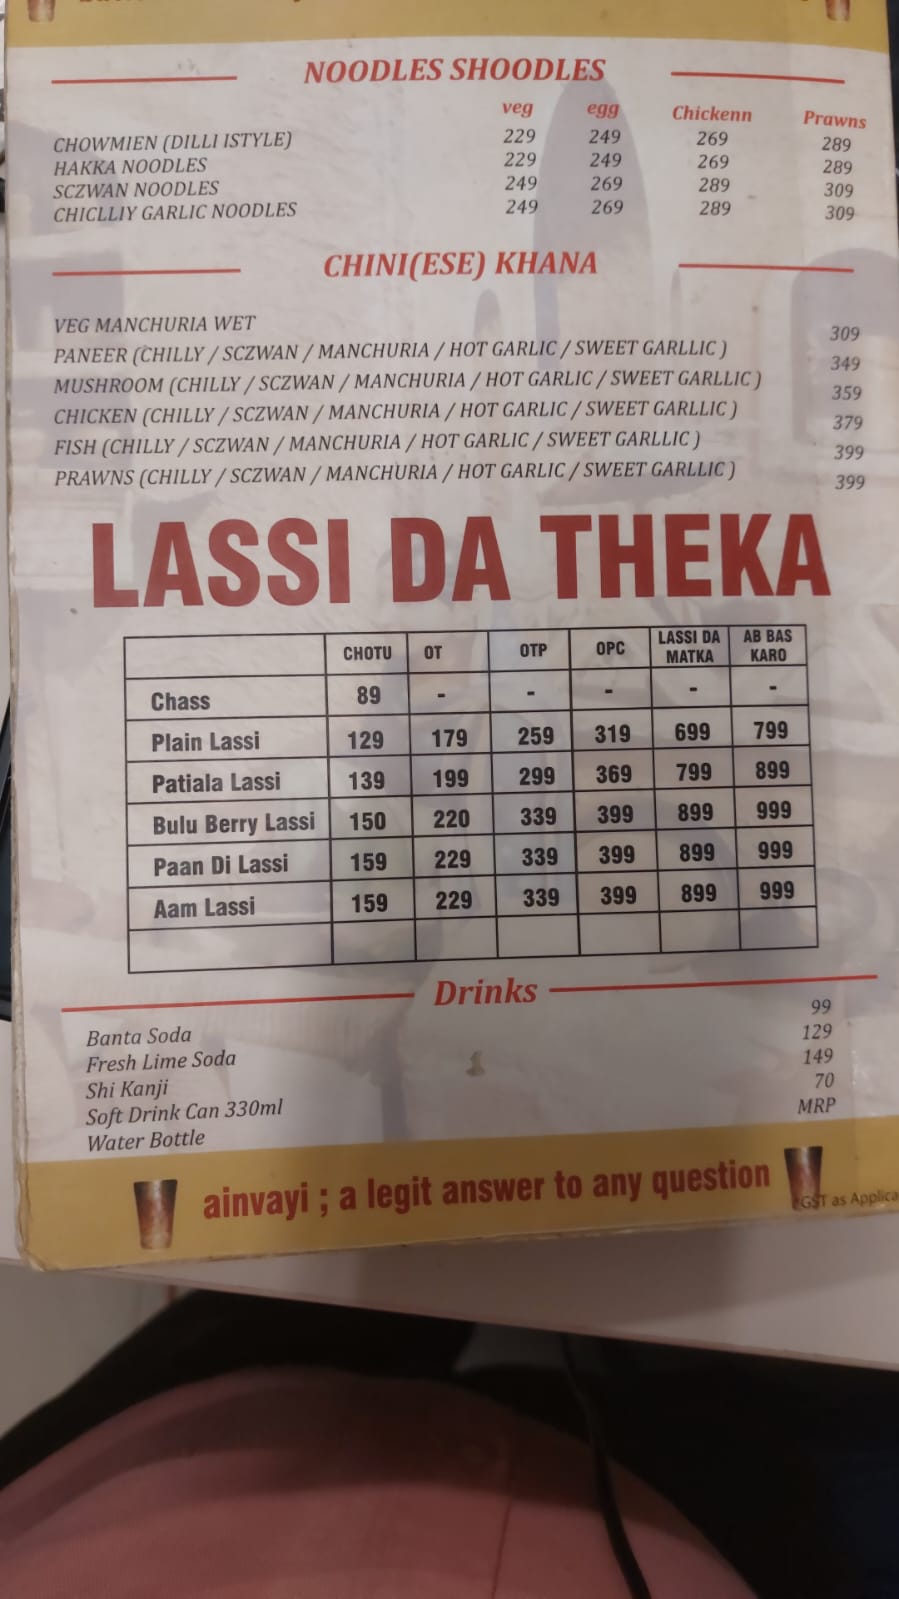 NOODLES SHOODLES
veg egg Chickenn Prawns
CHOWMIEN (DILLI ISTYLE) 229 249 269 289
HAKKA NOODLES 229 249 269 289
SCZWAN NOODLES 249 269 289 309
CHICLLIY GARLIC NOODLES 249 269 289 309
CHINI(ESE) KHANA
VEG MANCHURIA WET 309
PANEER (CHILLY / SCZWAN / MANCHURIA / HOT GARLIC / SWEET GARLLIC ) 349
MUSHROOM (CHILLY / SCZWAN / MANCHURIA / HOT GARLIC / SWEET GARLLIC ) 359
CHICKEN (CHILLY / SCZWAN / MANCHURIA / HOT GARLIC / SWEET GARLLIC ) 379
FISH (CHILLY / SCZWAN / MANCHURIA / HOT GARLIC / SWEET GARLLIC ) 399
PRAWNS (CHILLY / SCZWAN / MANCHURIA / HOT GARLIC / SWEET GARLLIC ) 399
LASSI DA THEKA
CHOTU OT OTP OPC LASSI DA MATKA AB BAS KARO
Chass 89 - - - - -
Plain Lassi 129 179 259 319 699 799
Patiala Lassi 139 199 299 369 799 899
Bulu Berry Lassi 150 220 339 399 899 999
Paan Di Lassi 159 229 339 399 899 999
Aam Lassi 159 229 339 399 899 999
Drinks
Banta Soda 99
Fresh Lime Soda 129
Shi Kanji 149
Soft Drink Can 330ml 70
Water Bottle MRP
ainvayi ; a legit answer to any question
GST as Applica